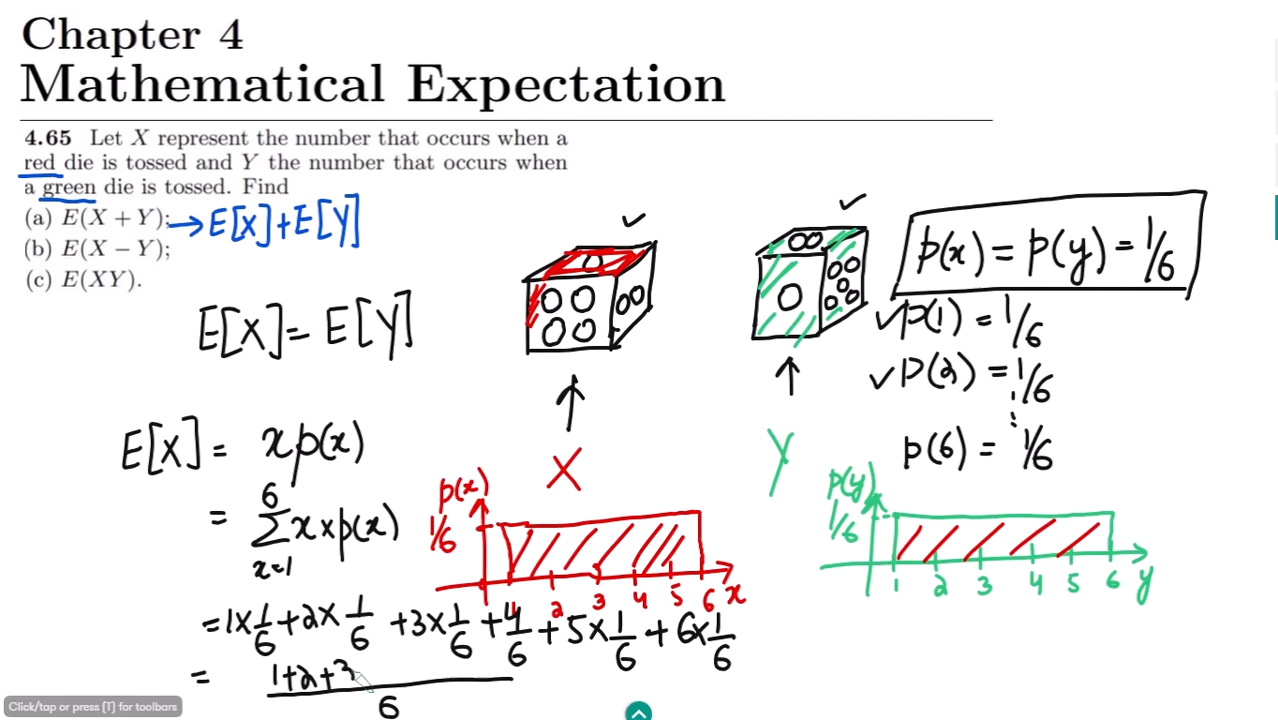 Chapter 4
Mathematical Expectation
4.65 Let X represent the number that occurs when a
red die is tossed and Y the number that occurs when
a green die is tossed. Find
(a) E(X + Y); → E[X]+E[Y]
(b) E(X − Y);
(c) E(XY).
E[X] = E[Y]
p(x) = p(y) = 1/6
✓ p(1) = 1/6
✓ p(2) = 1/6
p(6) = 1/6
X
Y
E[X] = x p(x)
= 6 Σ x=1 x × p(x)
p(x)
1/6
1 2 3 4 5 6 x
p(y)
1/6
1 2 3 4 5 6 y
= 1×1/6 + 2×1/6 + 3×1/6 + 4/6 + 5×1/6 + 6×1/6
= 1+2+3
6
Click/tap or press (T) for toolbars